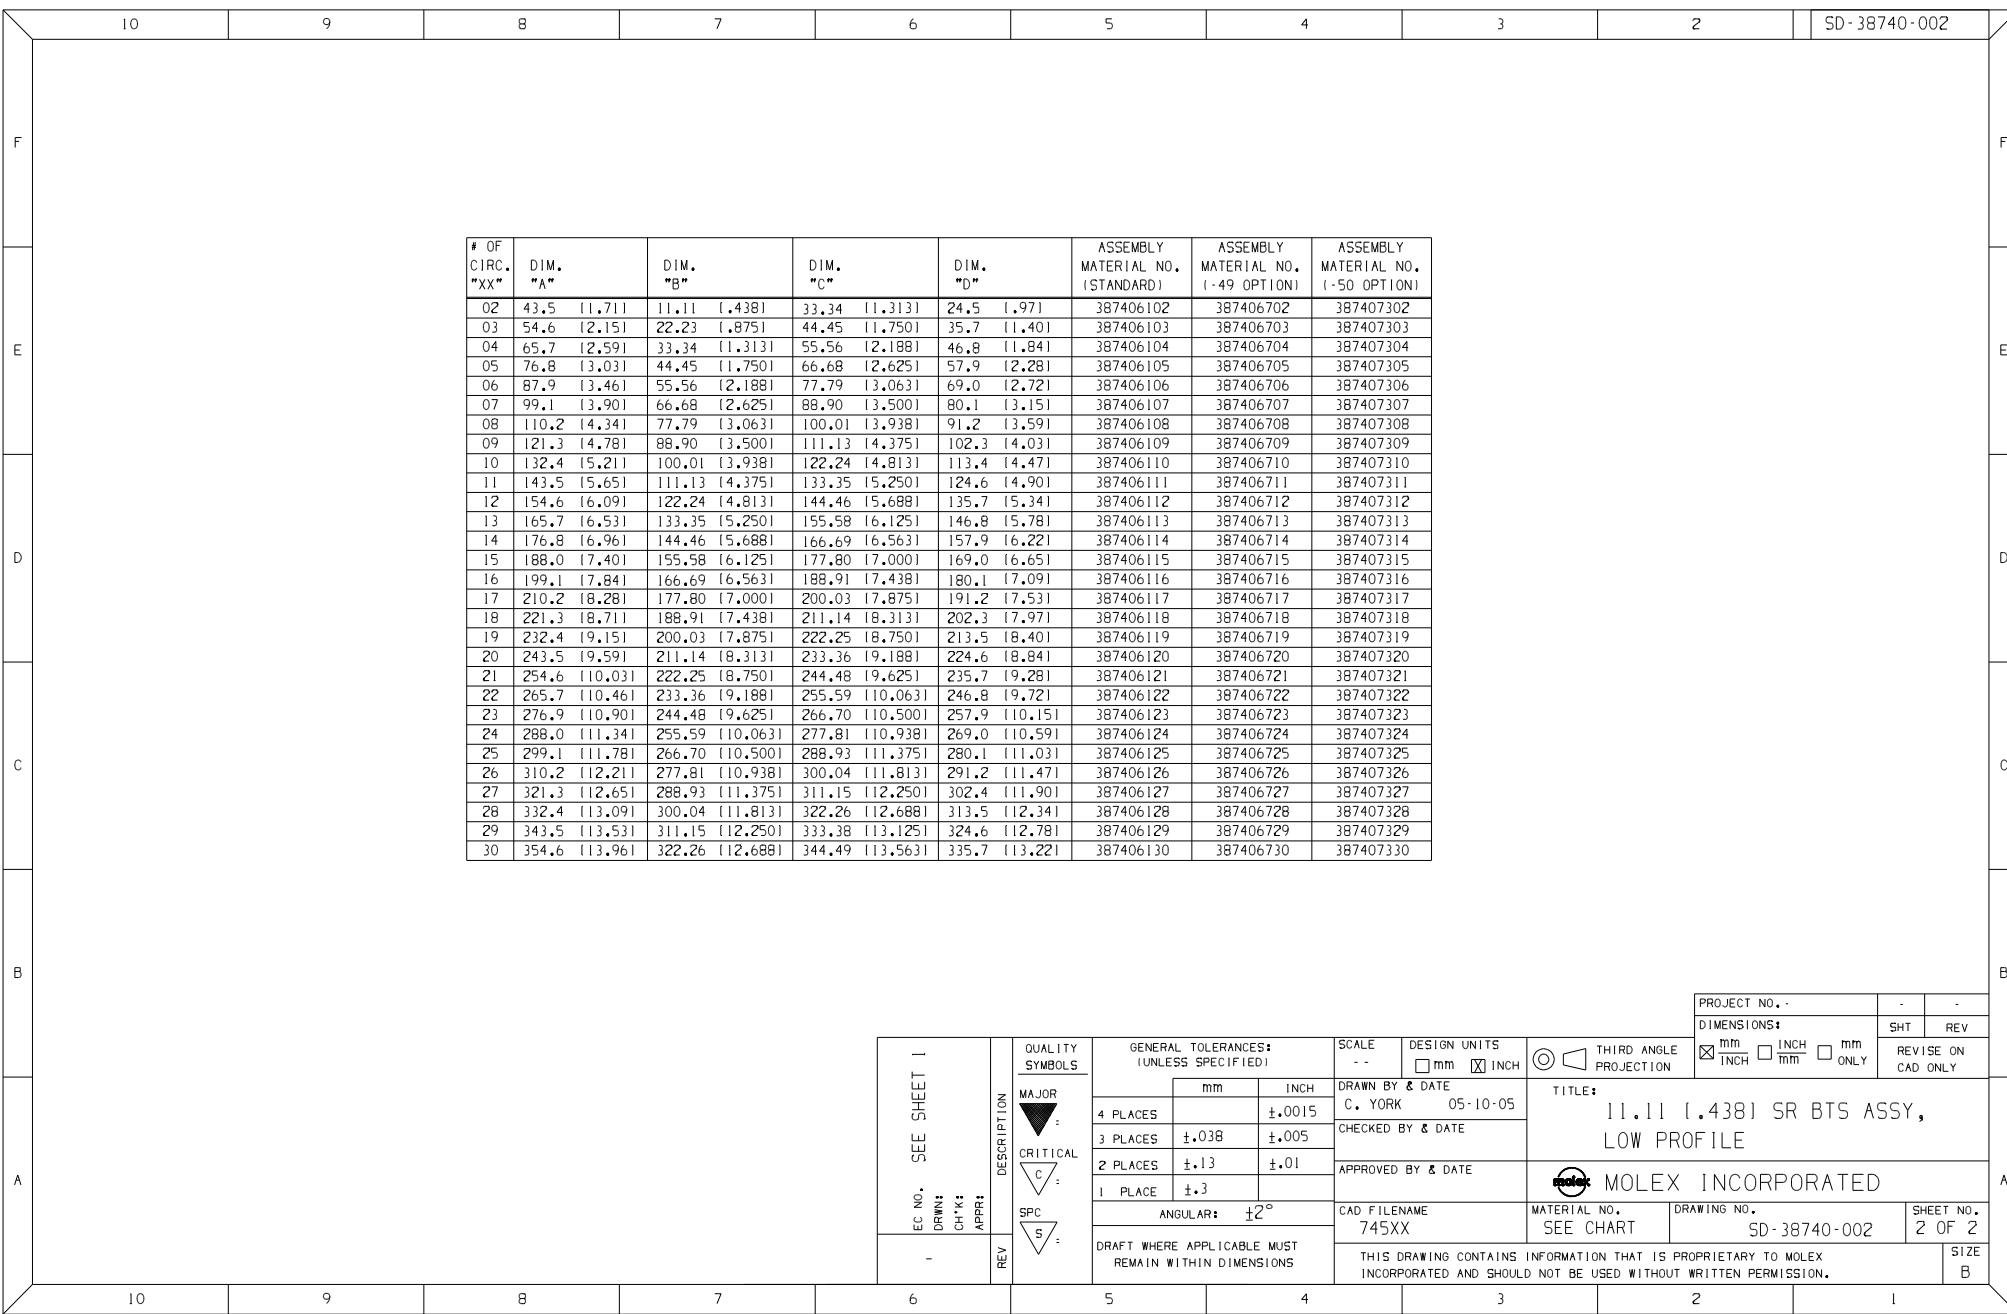 10 9 8 7 6 5 4 3 2 SD-38740-002
F F
E E
D D
C C
B B
A A
# OF CIRC. "XX" DIM. "A" DIM. "B" DIM. "C" DIM. "D" ASSEMBLY MATERIAL NO. (STANDARD) ASSEMBLY MATERIAL NO. (-49 OPTION) ASSEMBLY MATERIAL NO. (-50 OPTION)
02 43.5 [1.71] 11.11 [.438] 33.34 [1.313] 24.5 [.97] 387406102 387406702 387407302
03 54.6 [2.15] 22.23 [.875] 44.45 [1.750] 35.7 [1.40] 387406103 387406703 387407303
04 65.7 [2.59] 33.34 [1.313] 55.56 [2.188] 46.8 [1.84] 387406104 387406704 387407304
05 76.8 [3.03] 44.45 [1.750] 66.68 [2.625] 57.9 [2.28] 387406105 387406705 387407305
06 87.9 [3.46] 55.56 [2.188] 77.79 [3.063] 69.0 [2.72] 387406106 387406706 387407306
07 99.1 [3.90] 66.68 [2.625] 88.90 [3.500] 80.1 [3.15] 387406107 387406707 387407307
08 110.2 [4.34] 77.79 [3.063] 100.01 [3.938] 91.2 [3.59] 387406108 387406708 387407308
09 121.3 [4.78] 88.90 [3.500] 111.13 [4.375] 102.3 [4.03] 387406109 387406709 387407309
10 132.4 [5.21] 100.01 [3.938] 122.24 [4.813] 113.4 [4.47] 387406110 387406710 387407310
11 143.5 [5.65] 111.13 [4.375] 133.35 [5.250] 124.6 [4.90] 387406111 387406711 387407311
12 154.6 [6.09] 122.24 [4.813] 144.46 [5.688] 135.7 [5.34] 387406112 387406712 387407312
13 165.7 [6.53] 133.35 [5.250] 155.58 [6.125] 146.8 [5.78] 387406113 387406713 387407313
14 176.8 [6.96] 144.46 [5.688] 166.69 [6.563] 157.9 [6.22] 387406114 387406714 387407314
15 188.0 [7.40] 155.58 [6.125] 177.80 [7.000] 169.0 [6.65] 387406115 387406715 387407315
16 199.1 [7.84] 166.69 [6.563] 188.91 [7.438] 180.1 [7.09] 387406116 387406716 387407316
17 210.2 [8.28] 177.80 [7.000] 200.03 [7.875] 191.2 [7.53] 387406117 387406717 387407317
18 221.3 [8.71] 188.91 [7.438] 211.14 [8.313] 202.3 [7.97] 387406118 387406718 387407318
19 232.4 [9.15] 200.03 [7.875] 222.25 [8.750] 213.5 [8.40] 387406119 387406719 387407319
20 243.5 [9.59] 211.14 [8.313] 233.36 [9.188] 224.6 [8.84] 387406120 387406720 387407320
21 254.6 [10.03] 222.25 [8.750] 244.48 [9.625] 235.7 [9.28] 387406121 387406721 387407321
22 265.7 [10.46] 233.36 [9.188] 255.59 [10.063] 246.8 [9.72] 387406122 387406722 387407322
23 276.9 [10.90] 244.48 [9.625] 266.70 [10.500] 257.9 [10.15] 387406123 387406723 387407323
24 288.0 [11.34] 255.59 [10.063] 277.81 [10.938] 269.0 [10.59] 387406124 387406724 387407324
25 299.1 [11.78] 266.70 [10.500] 288.93 [11.375] 280.1 [11.03] 387406125 387406725 387407325
26 310.2 [12.21] 277.81 [10.938] 300.04 [11.813] 291.2 [11.47] 387406126 387406726 387407326
27 321.3 [12.65] 288.93 [11.375] 311.15 [12.250] 302.4 [11.90] 387406127 387406727 387407327
28 332.4 [13.09] 300.04 [11.813] 322.26 [12.688] 313.5 [12.34] 387406128 387406728 387407328
29 343.5 [13.53] 311.15 [12.250] 333.38 [13.125] 324.6 [12.78] 387406129 387406729 387407329
30 354.6 [13.96] 322.26 [12.688] 344.49 [13.563] 335.7 [13.22] 387406130 387406730 387407330
PROJECT NO. - - -
DIMENSIONS: SHT REV
mm/INCH INCH/mm mm ONLY
REVISE ON CAD ONLY
EC NO. SEE SHEET 1
DRWN:
CH'K:
APPR:
-
DESCRIPTION
REV
QUALITY SYMBOLS
MAJOR
:
CRITICAL
C :
SPC
S :
GENERAL TOLERANCES:
(UNLESS SPECIFIED)
mm INCH
4 PLACES ±.0015
3 PLACES ±.038 ±.005
2 PLACES ±.13 ±.01
1 PLACE ±.3
ANGULAR: ±2°
DRAFT WHERE APPLICABLE MUST
REMAIN WITHIN DIMENSIONS
SCALE
--
DESIGN UNITS
mm X INCH
THIRD ANGLE PROJECTION
DRAWN BY & DATE
C. YORK 05-10-05
CHECKED BY & DATE
APPROVED BY & DATE
TITLE:
11.11 [.438] SR BTS ASSY,
LOW PROFILE
molex MOLEX INCORPORATED
CAD FILENAME
745XX
MATERIAL NO.
SEE CHART
DRAWING NO.
SD-38740-002
SHEET NO.
2 OF 2
THIS DRAWING CONTAINS INFORMATION THAT IS PROPRIETARY TO MOLEX
INCORPORATED AND SHOULD NOT BE USED WITHOUT WRITTEN PERMISSION.
SIZE
B
10 9 8 7 6 5 4 3 2 1